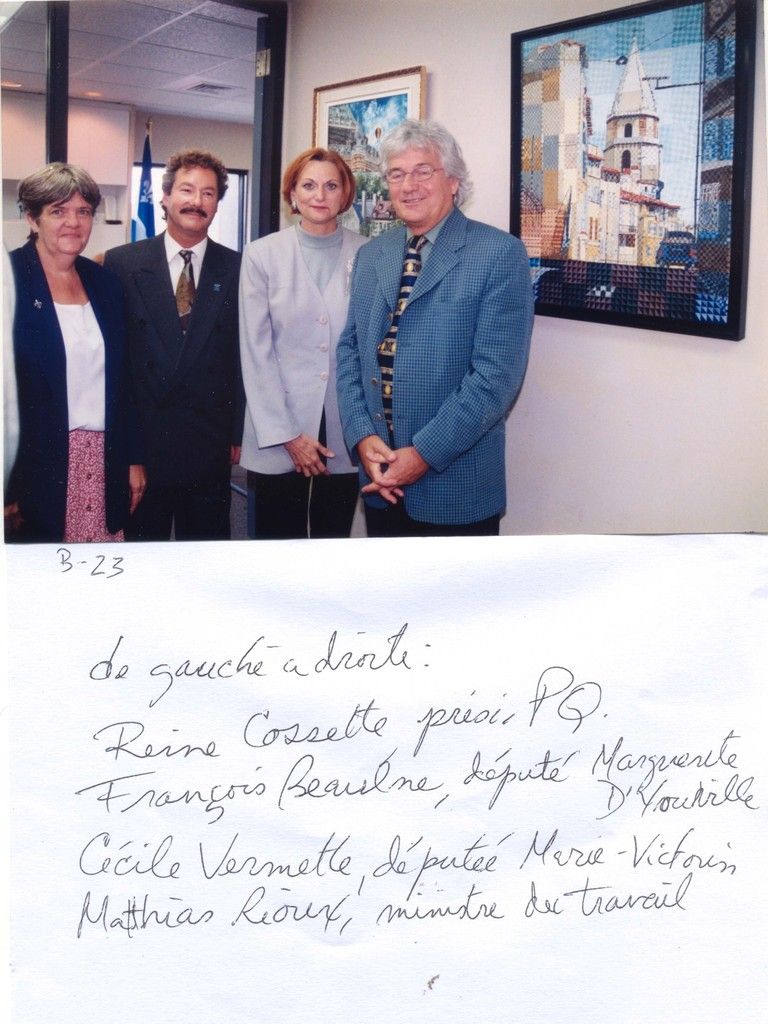 B-23
de gauche a droite:
Reine Cossette, prési. PQ.
François Beaulne, député Marguerite
D'Youville
Cécile Vermette, députée Marie-Victorin
Matthias Rioux, ministre du travail